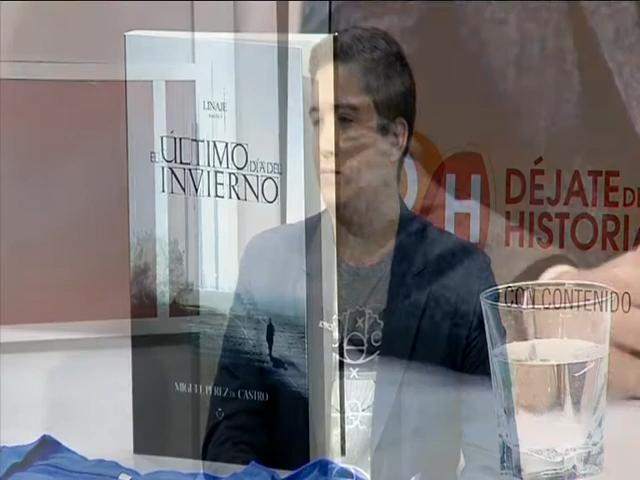 LINAJE
EL ÚLTIMO DÍA DEL
INVIERNO
MIGUEL PÉREZ DE CASTRO
H
DÉJATE DE
HISTORIA
CON CONTENIDO